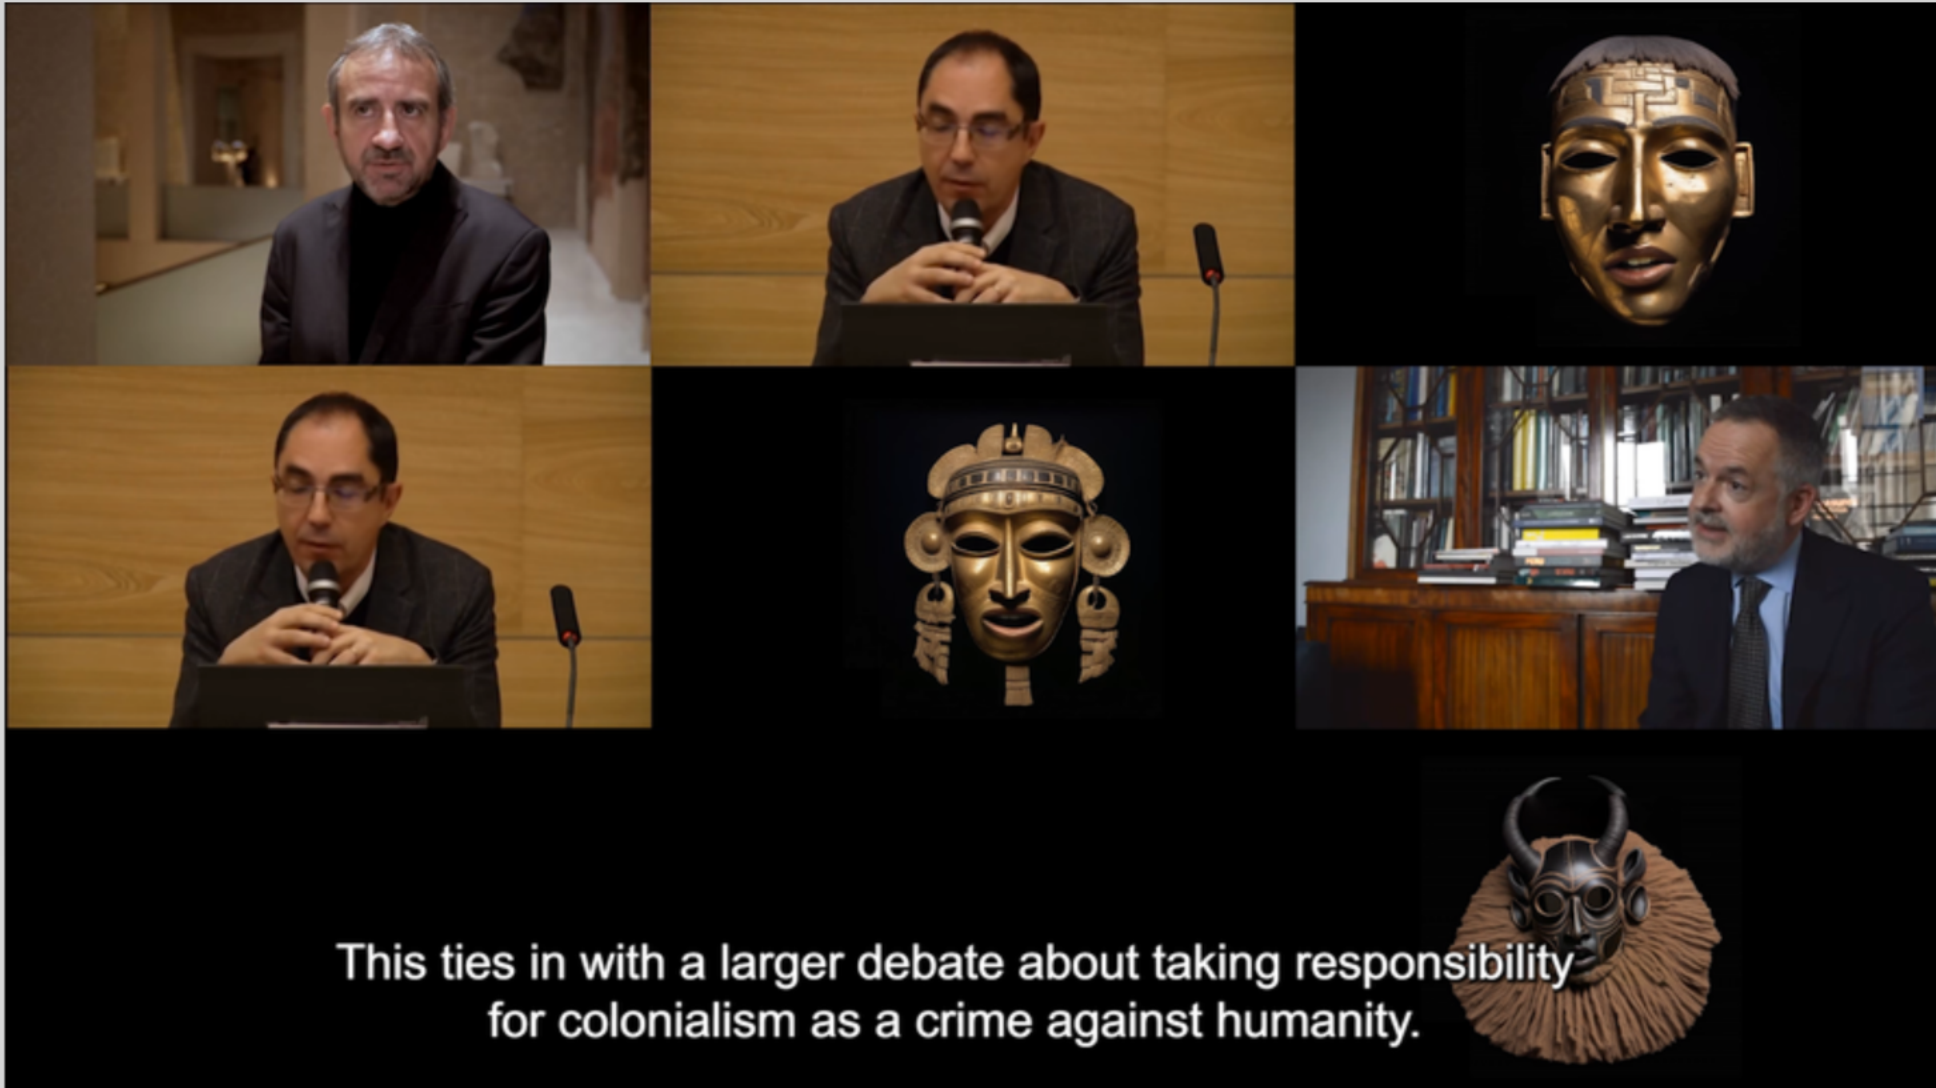 This ties in with a larger debate about taking responsibility
for colonialism as a crime against humanity.